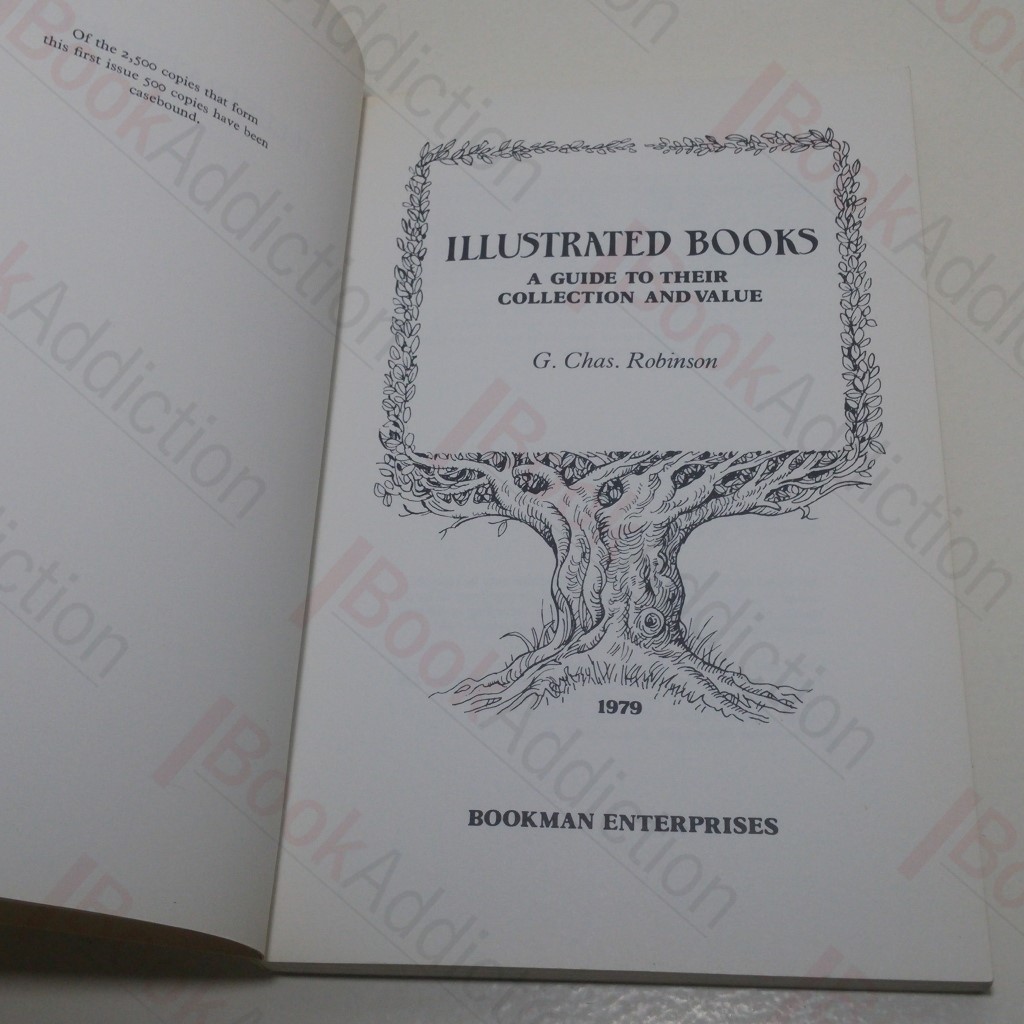 Of the 2,500 copies that form
this first issue 500 copies have been
casebound.
ILLUSTRATED BOOKS
A GUIDE TO THEIR
COLLECTION AND VALUE
G. Chas. Robinson
1979
BOOKMAN ENTERPRISES
BookAddiction